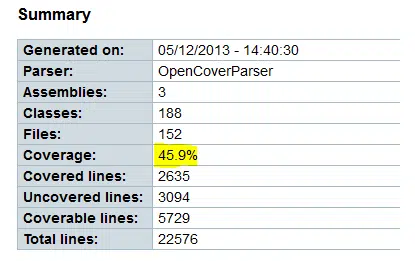 Summary
Generated on: 05/12/2013 - 14:40:30
Parser: OpenCoverParser
Assemblies: 3
Classes: 188
Files: 152
Coverage: 45.9%
Covered lines: 2635
Uncovered lines: 3094
Coverable lines: 5729
Total lines: 22576